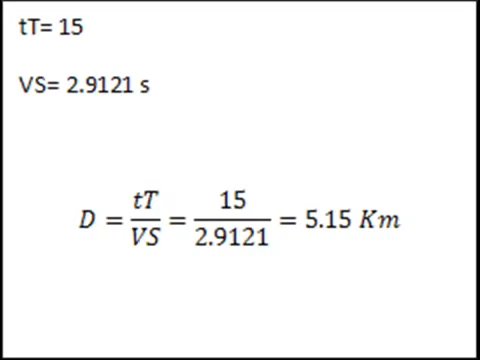 tT= 15
VS= 2.9121 s
D = tT/VS = 15/2.9121 = 5.15 Km